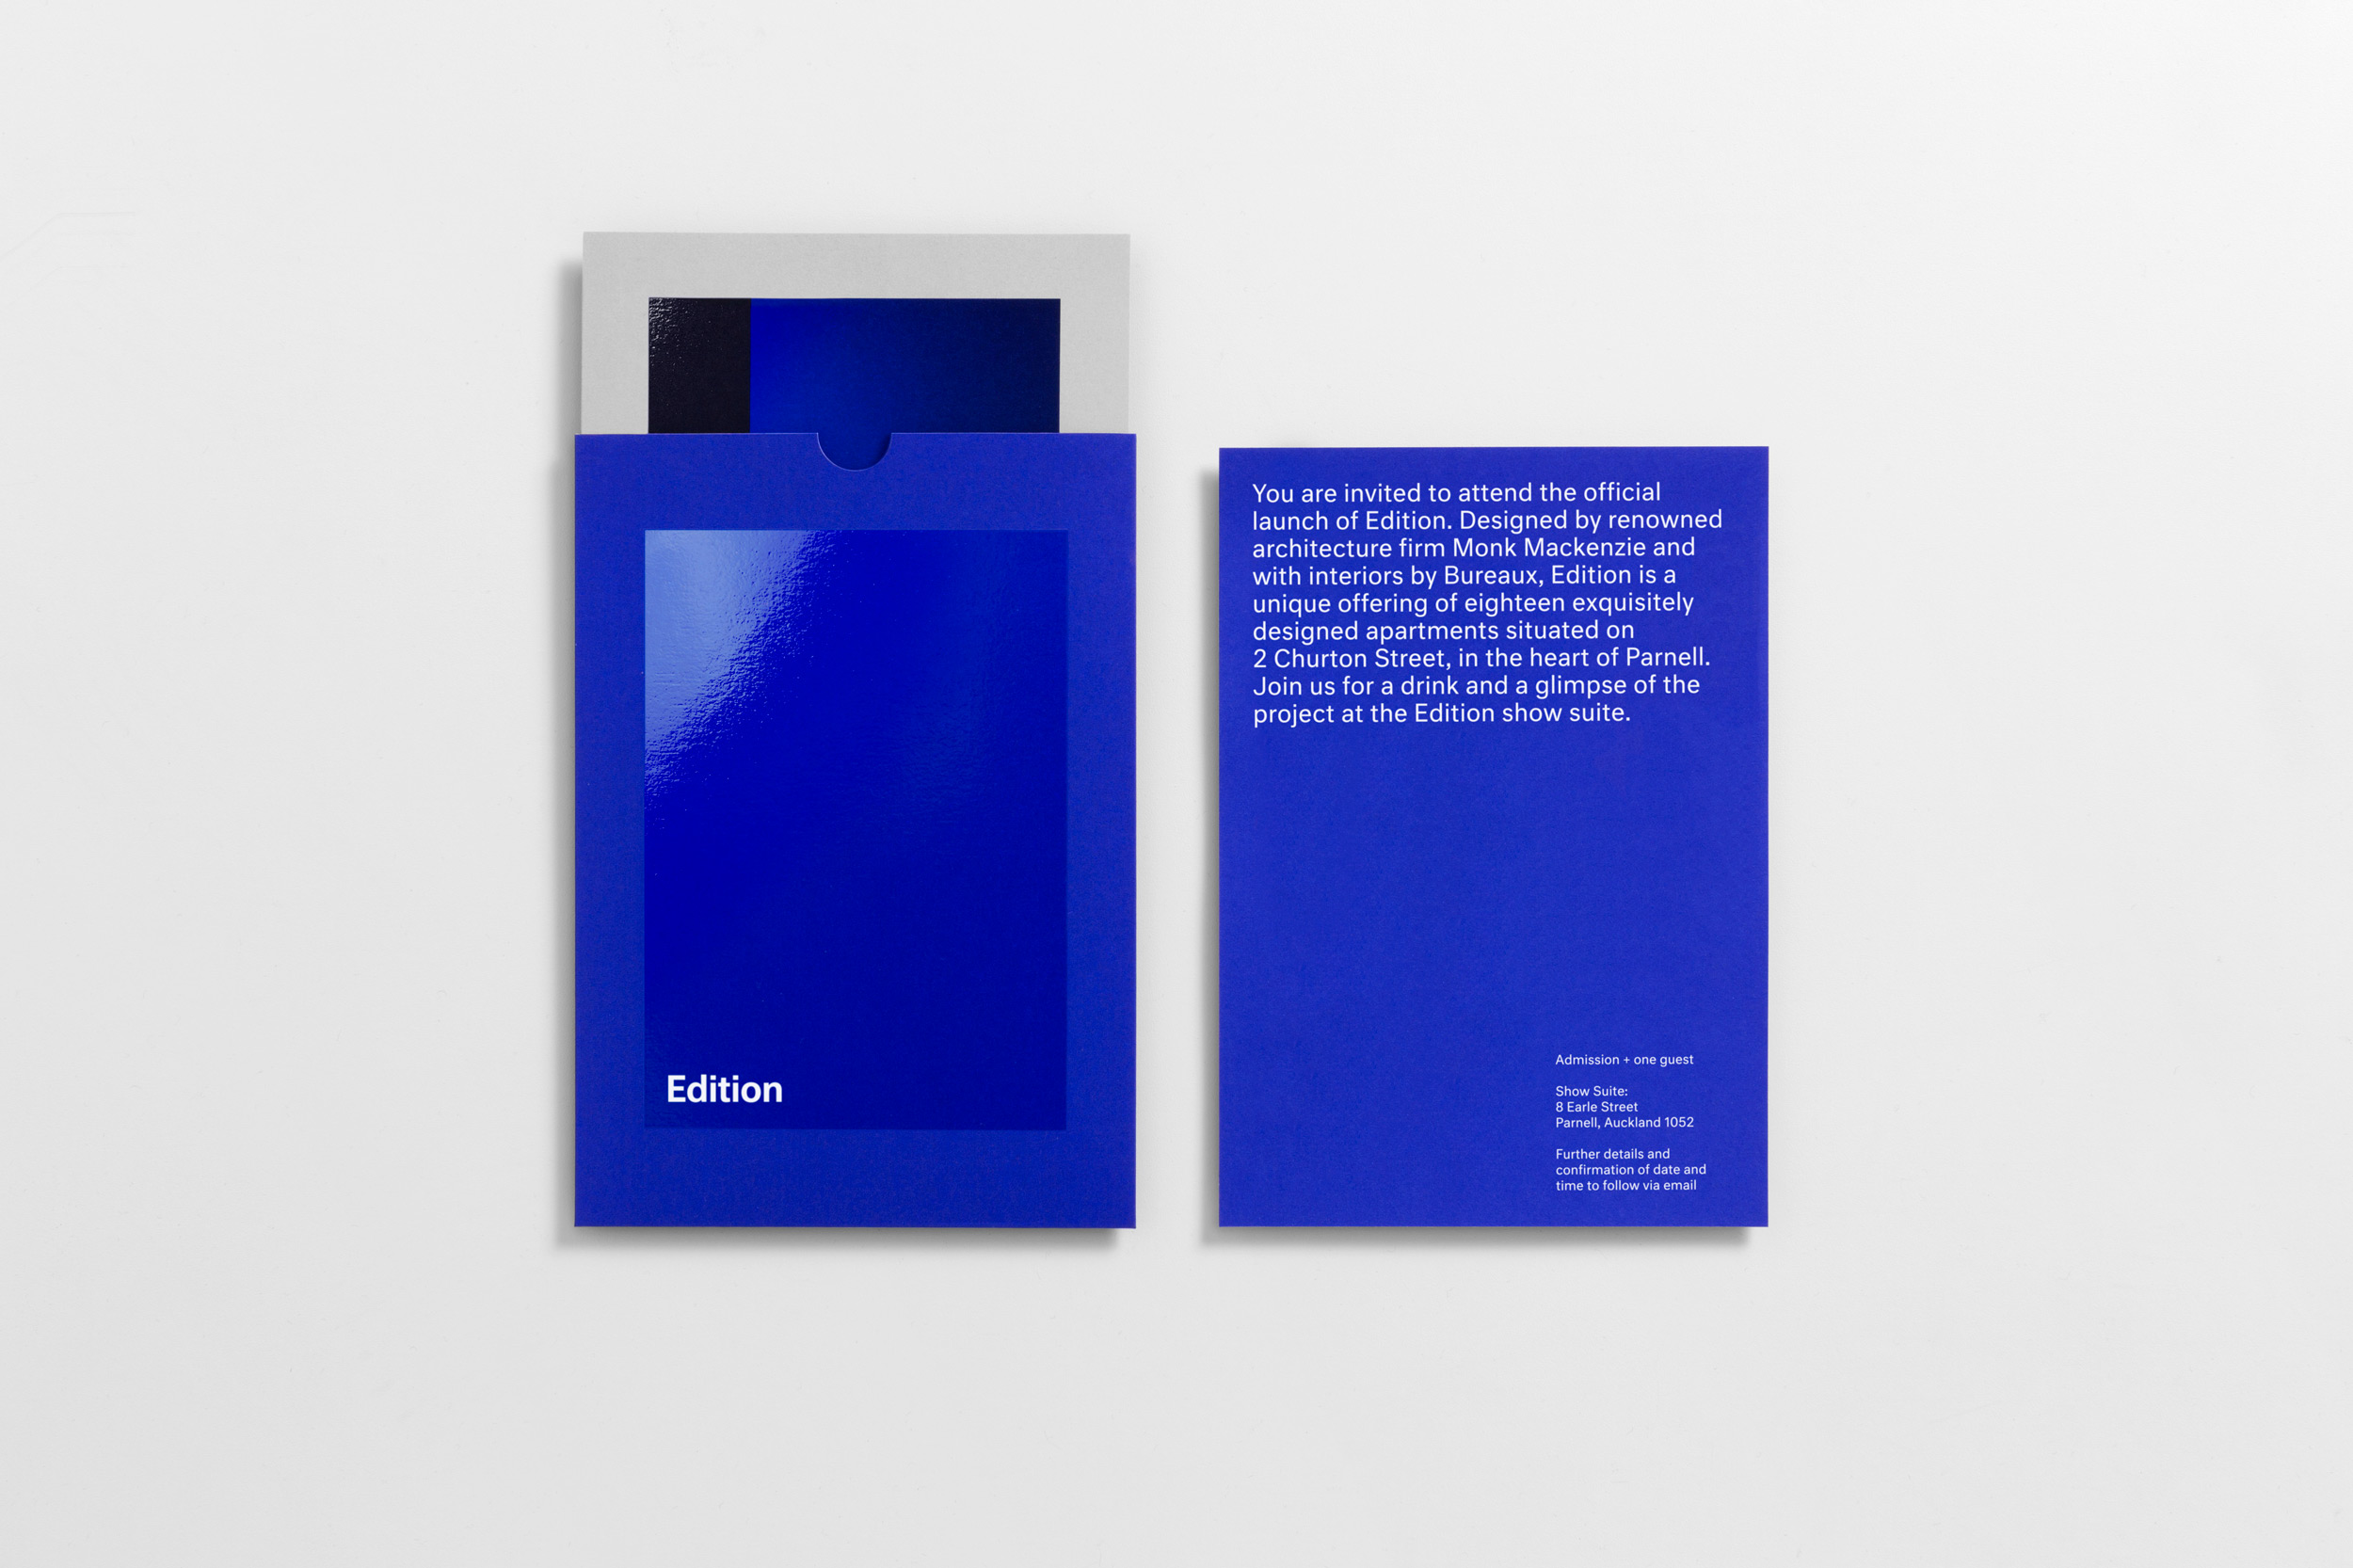 Edition
You are invited to attend the official
launch of Edition. Designed by renowned
architecture firm Monk Mackenzie and
with interiors by Bureaux, Edition is a
unique offering of eighteen exquisitely
designed apartments situated on
2 Churton Street, in the heart of Parnell.
Join us for a drink and a glimpse of the
project at the Edition show suite.
Admission + one guest
Show Suite:
8 Earle Street
Parnell, Auckland 1052
Further details and
confirmation of date and
time to follow via email